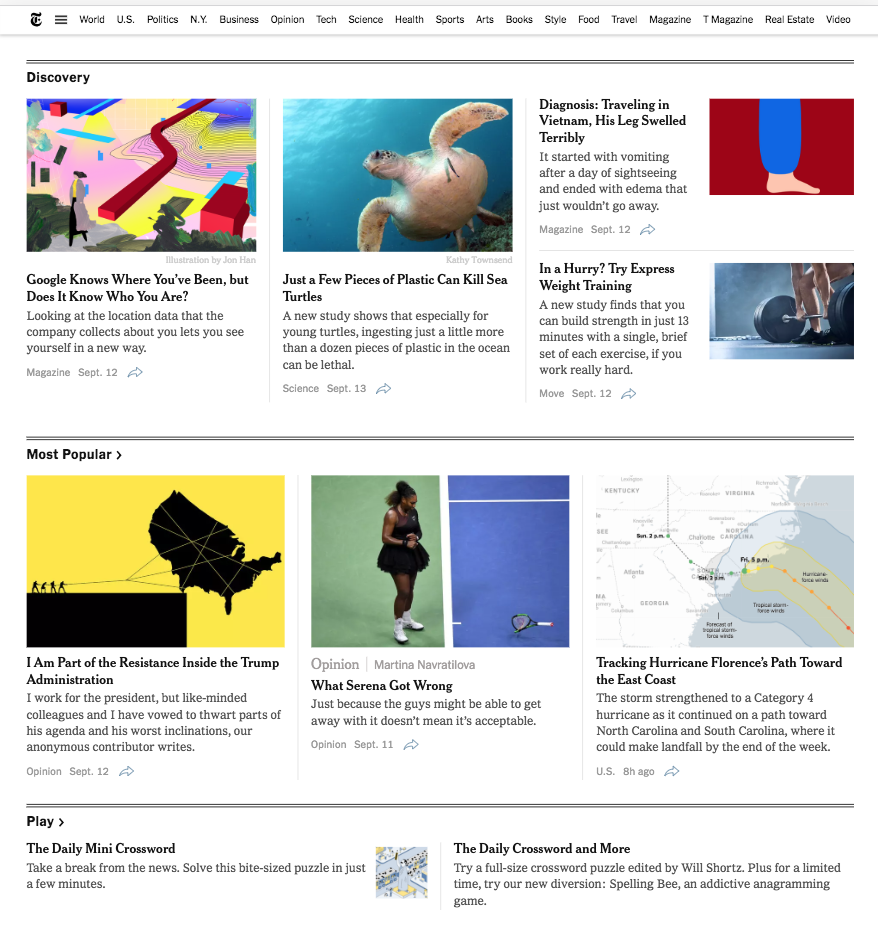 World U.S. Politics N.Y. Business Opinion Tech Science Health Sports Arts Books Style Food Travel Magazine T Magazine Real Estate Video
Discovery
Illustration by Jon Han
Google Knows Where You've Been, but
Does It Know Who You Are?
Looking at the location data that the
company collects about you lets you see
yourself in a new way.
Magazine Sept. 12
Kathy Townsend
Just a Few Pieces of Plastic Can Kill Sea
Turtles
A new study shows that especially for
young turtles, ingesting just a little more
than a dozen pieces of plastic in the ocean
can be lethal.
Science Sept. 13
Diagnosis: Traveling in
Vietnam, His Leg Swelled
Terribly
It started with vomiting
after a day of sightseeing
and ended with edema that
just wouldn't go away.
Magazine Sept. 12
In a Hurry? Try Express
Weight Training
A new study finds that you
can build strength in just 13
minutes with a single, brief
set of each exercise, if you
work really hard.
Move Sept. 12
Most Popular >
I Am Part of the Resistance Inside the Trump
Administration
I work for the president, but like-minded
colleagues and I have vowed to thwart parts of
his agenda and his worst inclinations, our
anonymous contributor writes.
Opinion Sept. 12
Opinion | Martina Navratilova
What Serena Got Wrong
Just because the guys might be able to get
away with it doesn't mean it's acceptable.
Opinion Sept. 11
Lexington
Richmond
KENTUCKY
VIRGINIA
Greensboro
Knoxville
NORTH
CAROLINA
Sun. 2 p.m.
Charlotte
Chattanooga
Fri. 5 p.m.
Atlanta
SOUTH
Sat. 2 p.m.
Hurricane-
force winds
Columbus
GEORGIA
Savannah
Tropical storm-
force winds
Forecast of
tropical storm-
force winds
Tracking Hurricane Florence's Path Toward
the East Coast
The storm strengthened to a Category 4
hurricane as it continued on a path toward
North Carolina and South Carolina, where it
could make landfall by the end of the week.
U.S. 8h ago
Play >
The Daily Mini Crossword
Take a break from the news. Solve this bite-sized puzzle in just
a few minutes.
The Daily Crossword and More
Try a full-size crossword puzzle edited by Will Shortz. Plus for a limited
time, try our new diversion: Spelling Bee, an addictive anagramming
game.